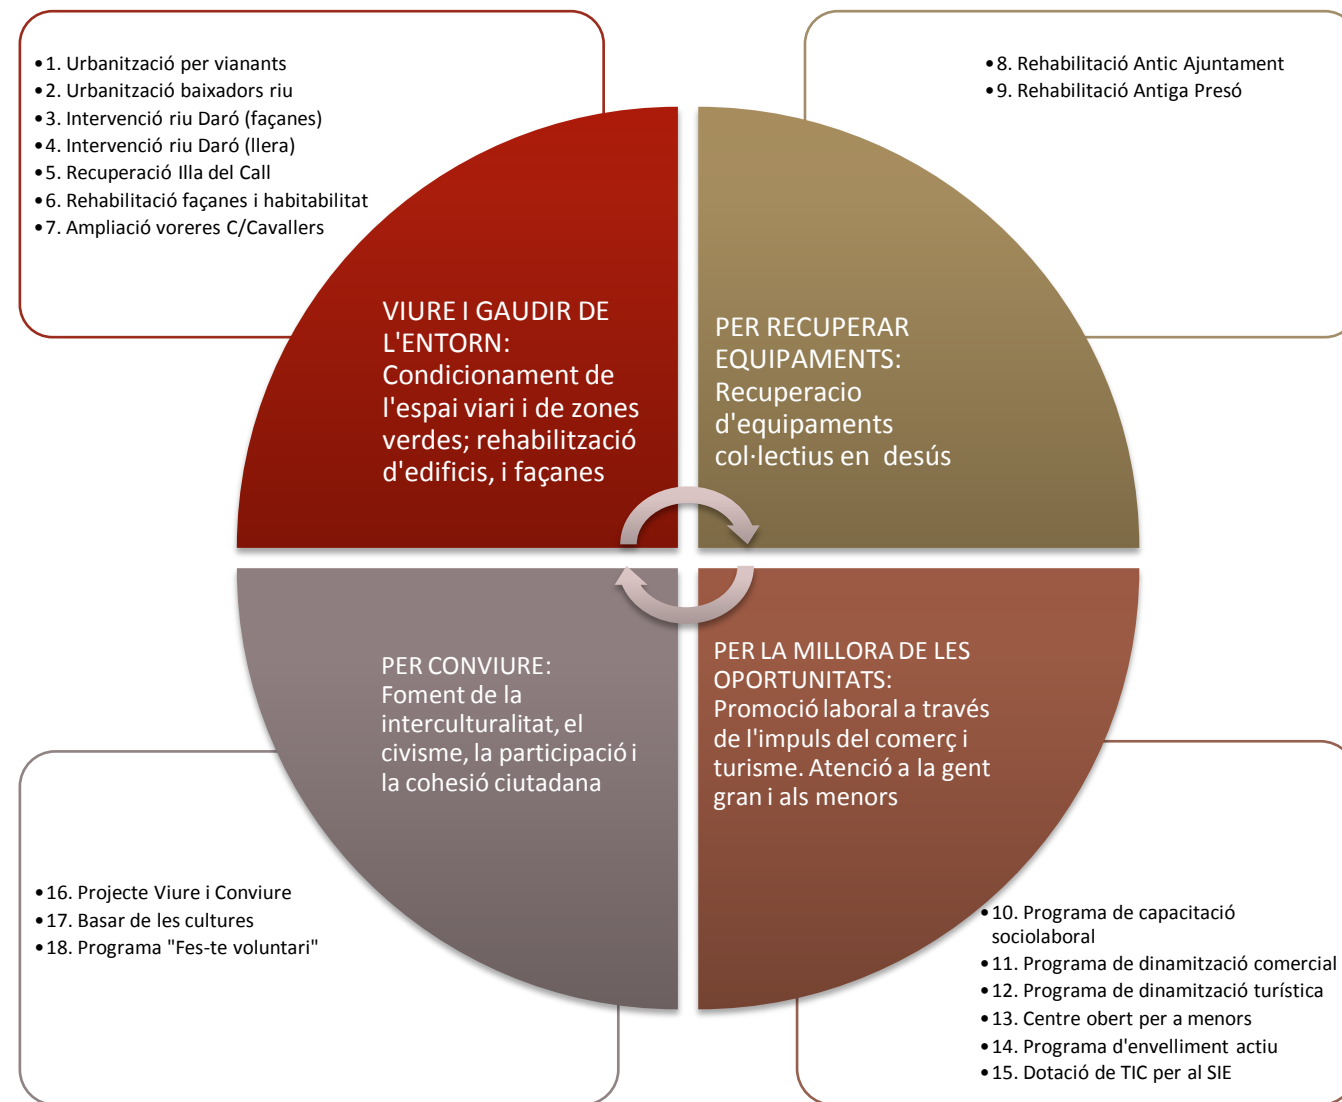 •1. Urbanització per vianants
•2. Urbanització baixadors riu
•3. Intervenció riu Daró (façanes)
•4. Intervenció riu Daró (llera)
•5. Recuperació Illa del Call
•6. Rehabilitació façanes i habitabilitat
•7. Ampliació voreres C/Cavallers
•8. Rehabilitació Antic Ajuntament
•9. Rehabilitació Antiga Presó
VIURE I GAUDIR DE
L'ENTORN:
Condicionament de
l'espai viari i de zones
verdes; rehabilització
d'edificis, i façanes
PER RECUPERAR
EQUIPAMENTS:
Recuperacio
d'equipaments
col·lectius en desús
PER CONVIURE:
Foment de la
interculturalitat, el
civisme, la participació i
la cohesió ciutadana
PER LA MILLORA DE LES
OPORTUNITATS:
Promoció laboral a través
de l'impuls del comerç i
turisme. Atenció a la gent
gran i als menors
•16. Projecte Viure i Conviure
•17. Basar de les cultures
•18. Programa "Fes-te voluntari"
•10. Programa de capacitació
sociolaboral
•11. Programa de dinamització comercial
•12. Programa de dinamització turística
•13. Centre obert per a menors
•14. Programa d'envelliment actiu
•15. Dotació de TIC per al SIE